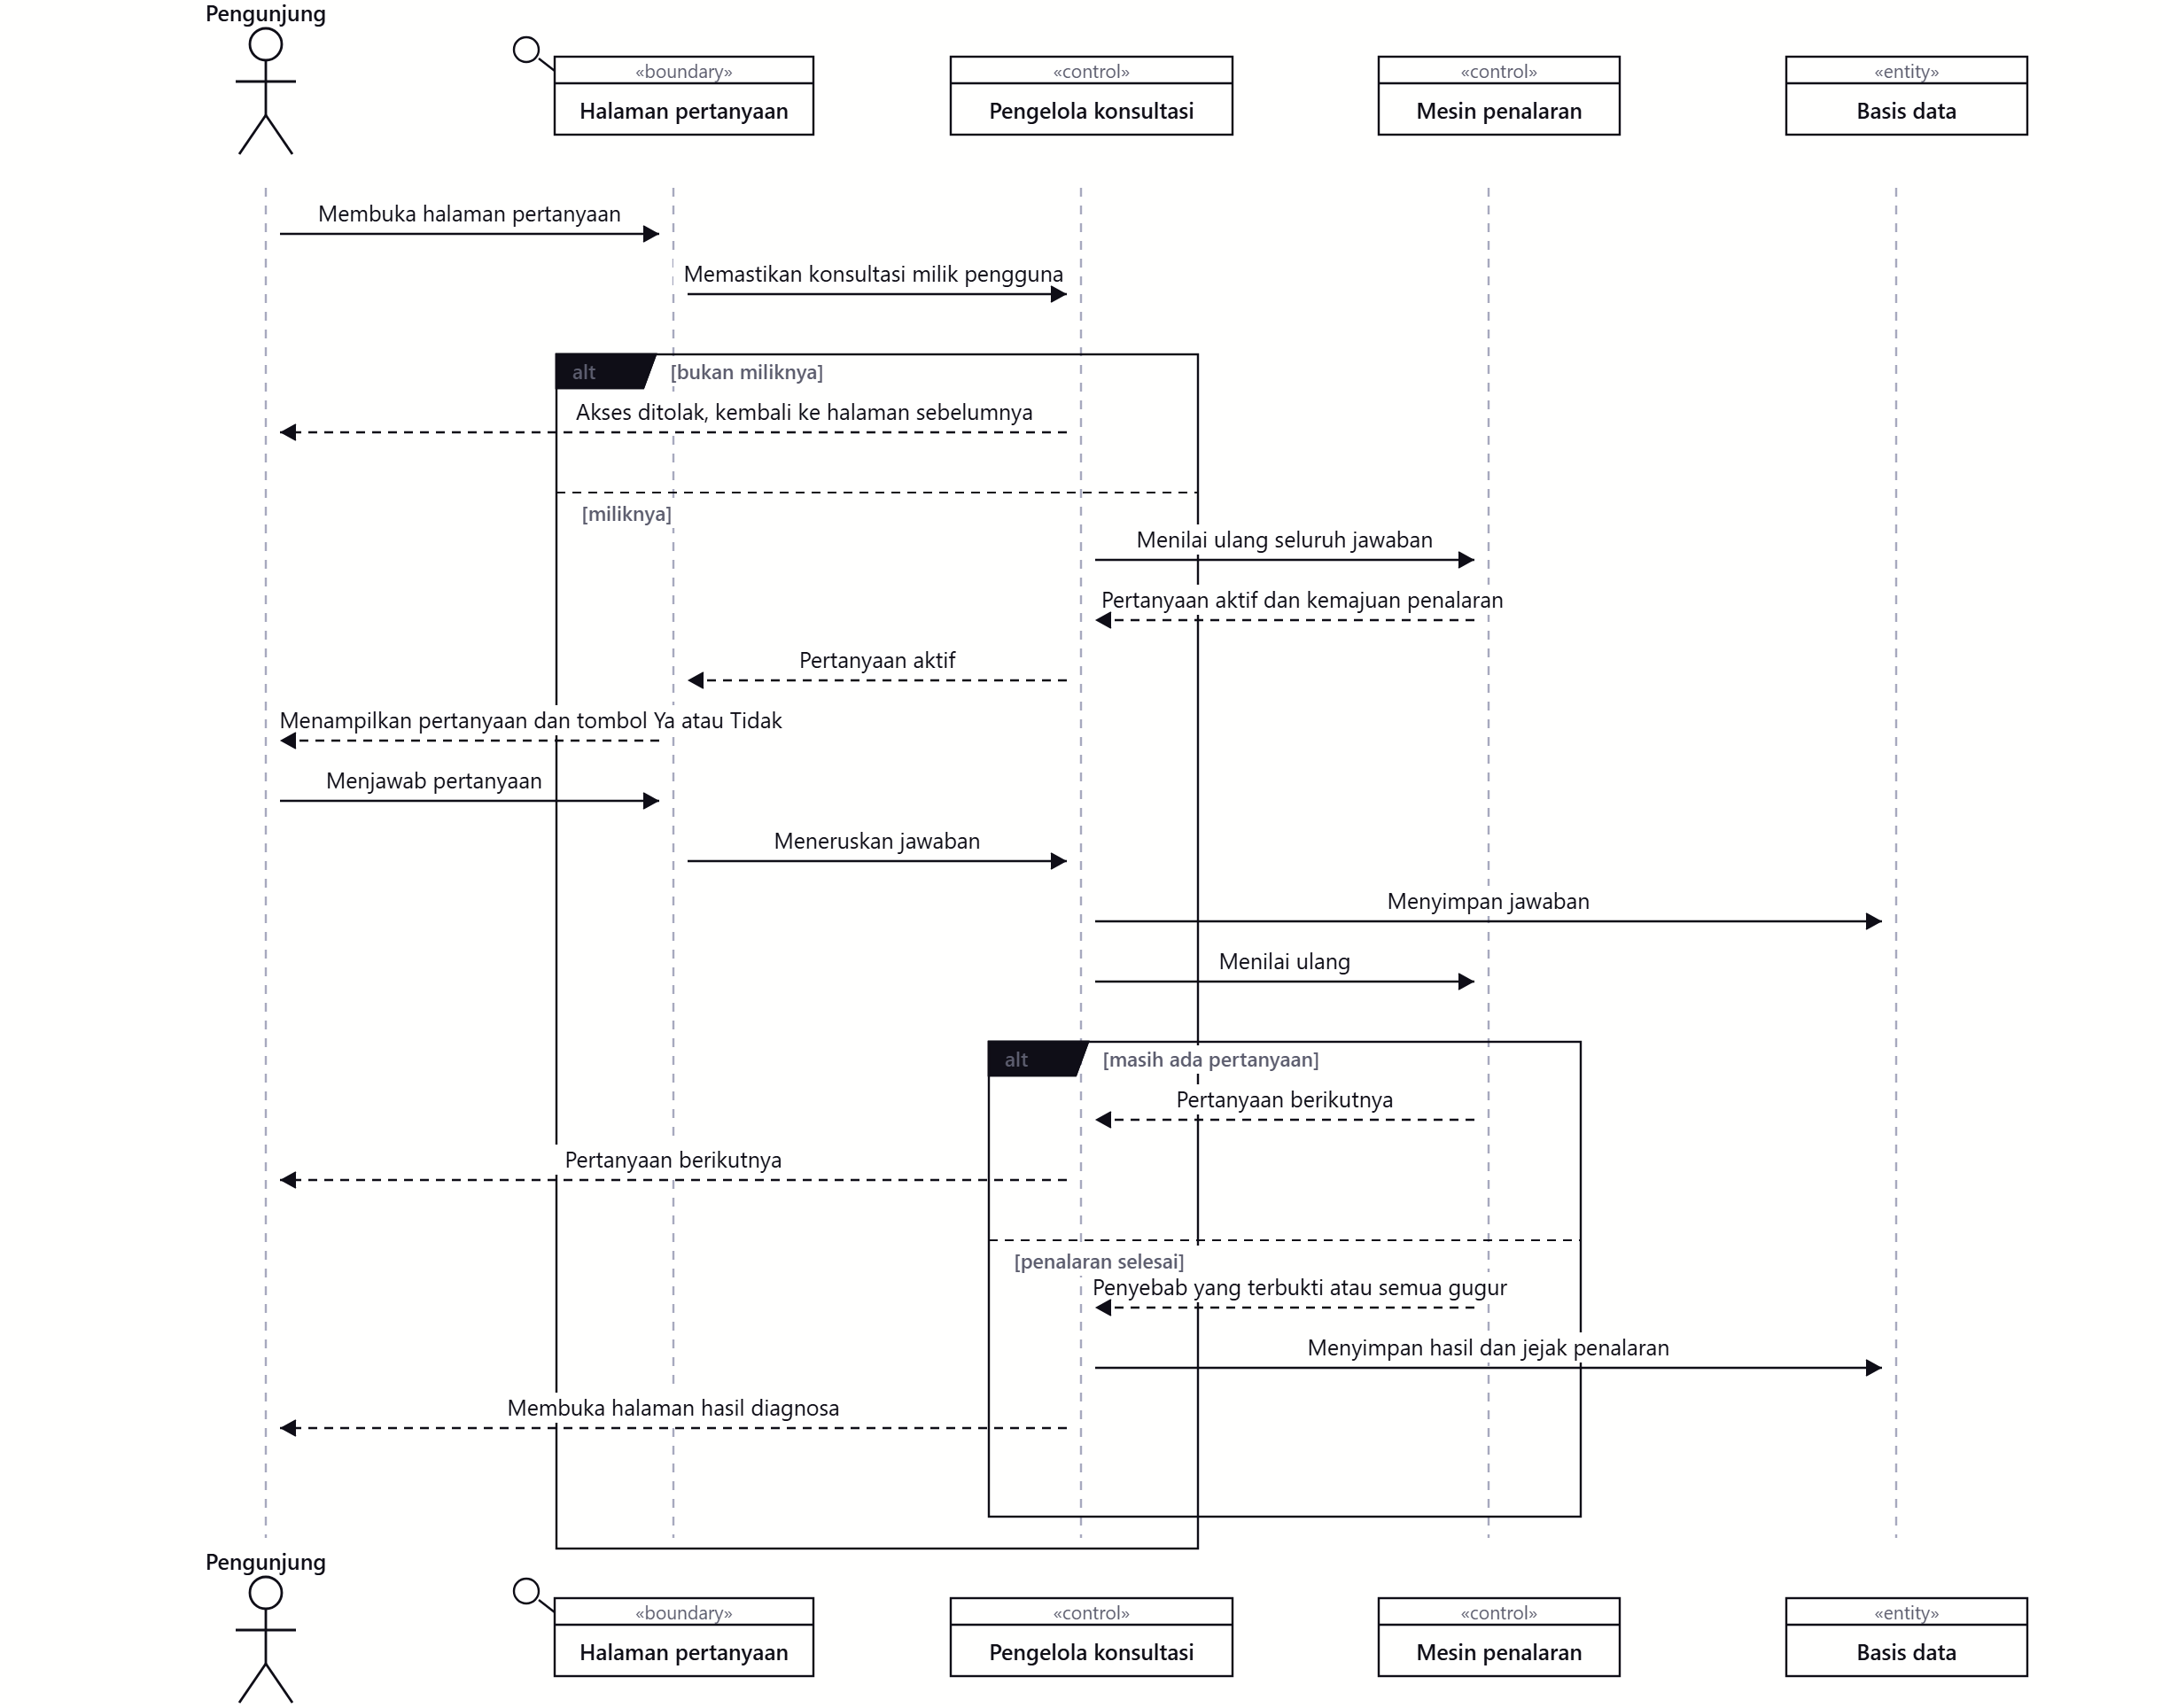 Pengunjung
«boundary»
Halaman pertanyaan
«control»
Pengelola konsultasi
«control»
Mesin penalaran
«entity»
Basis data
Membuka halaman pertanyaan
Memastikan konsultasi milik pengguna
alt
[bukan miliknya]
Akses ditolak, kembali ke halaman sebelumnya
[miliknya]
Menilai ulang seluruh jawaban
Pertanyaan aktif dan kemajuan penalaran
Pertanyaan aktif
Menampilkan pertanyaan dan tombol Ya atau Tidak
Menjawab pertanyaan
Meneruskan jawaban
Menyimpan jawaban
Menilai ulang
alt
[masih ada pertanyaan]
Pertanyaan berikutnya
Pertanyaan berikutnya
[penalaran selesai]
Penyebab yang terbukti atau semua gugur
Menyimpan hasil dan jejak penalaran
Membuka halaman hasil diagnosa
Pengunjung
«boundary»
Halaman pertanyaan
«control»
Pengelola konsultasi
«control»
Mesin penalaran
«entity»
Basis data